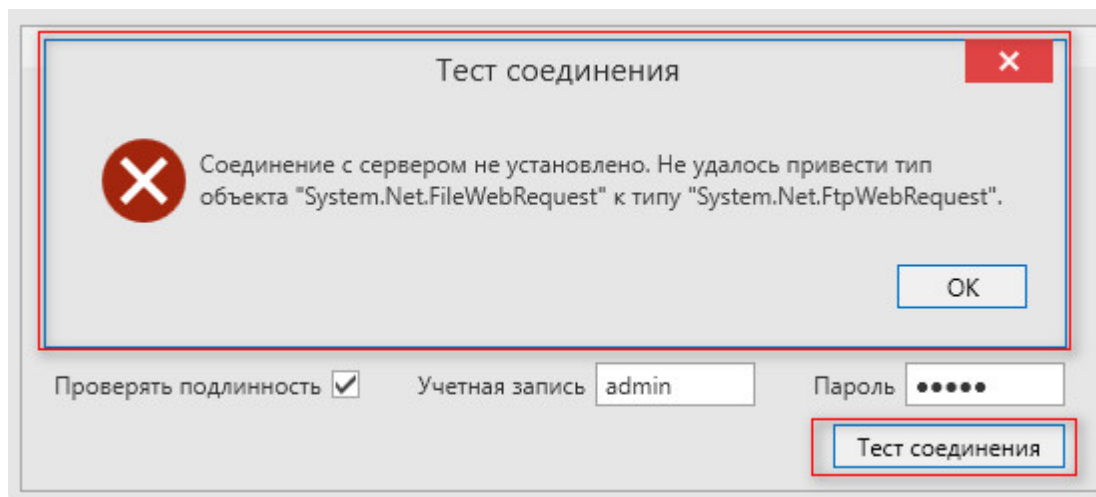 Тест соединения
Соединение с сервером не установлено. Не удалось привести тип
объекта "System.Net.FileWebRequest" к типу "System.Net.FtpWebRequest".
OK
Проверять подлинность Учетная запись admin Пароль ●●●●●
Тест соединения